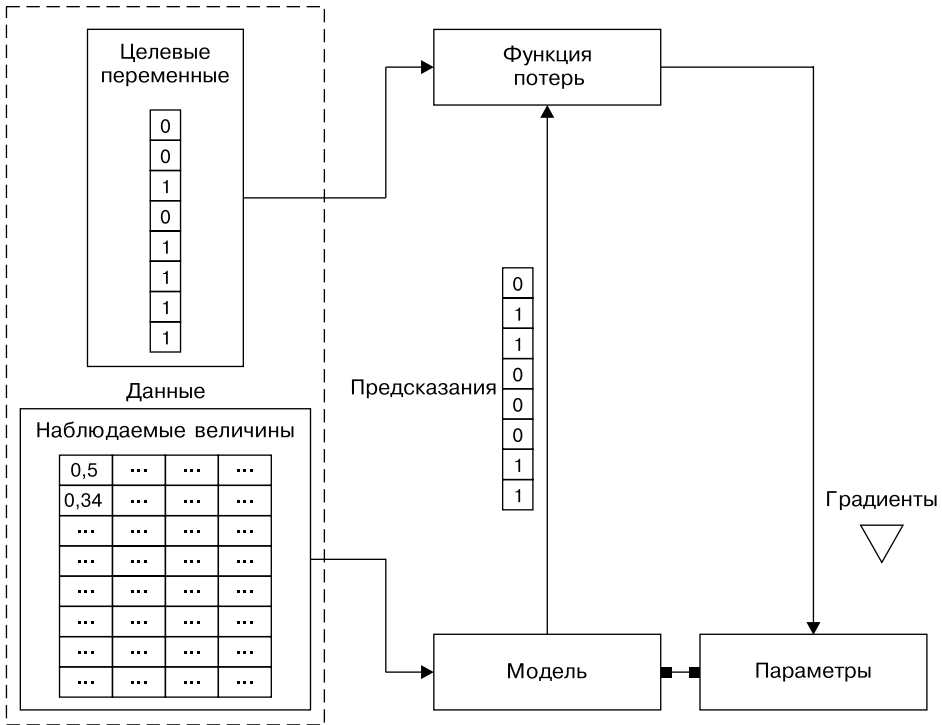 Целевые
переменные
0
0
1
0
1
1
1
1
Данные
Наблюдаемые величины
0,5 ... ... ...
0,34 ... ... ...
... ... ... ...
... ... ... ...
... ... ... ...
... ... ... ...
... ... ... ...
... ... ... ...
Функция
потерь
Предсказания
0
1
1
0
0
0
1
1
Градиенты
Модель
Параметры